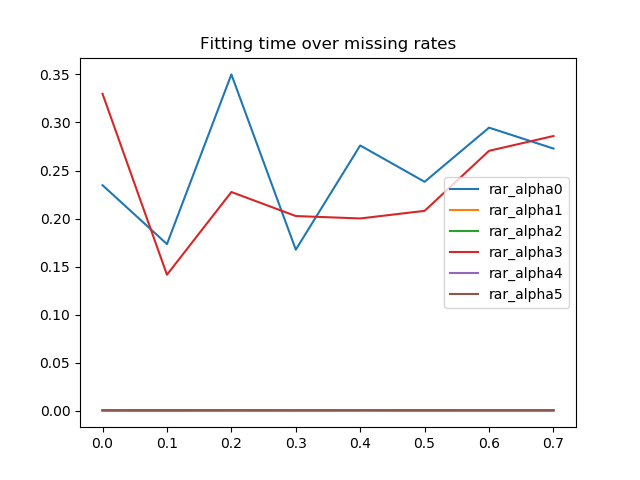 Fitting time over missing rates
0.35
0.30
0.25
0.20
0.15
0.10
0.05
0.00
rar_alpha0
rar_alpha1
rar_alpha2
rar_alpha3
rar_alpha4
rar_alpha5
0.0 0.1 0.2 0.3 0.4 0.5 0.6 0.7